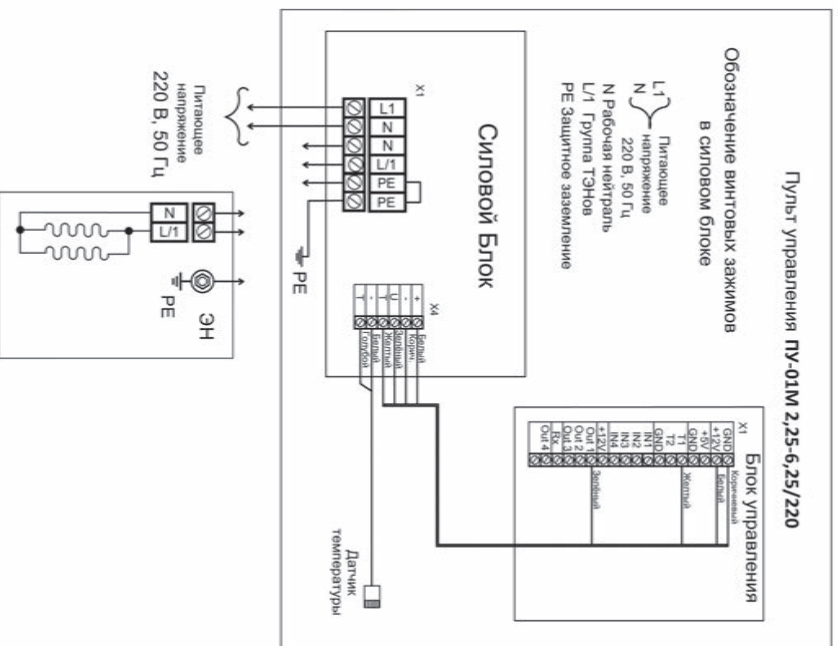 Пульт управления ПУ-01М 2,25-6,25/220
Обозначение винтовых зажимов
в силовом блоке
L1
N
Питающее
напряжение
220 В, 50 Гц
N Рабочая нейтраль
L/1 Группа ТЭНов
PE Защитное заземление
Силовой Блок
X1
L1
N
N
L/1
PE
PE
PE
Питающее
напряжение
220 В, 50 Гц
N
L/1
PE
ЭН
X4
+
-
U
T
-
T
Белый
Корич.
Зелёный
Желтый
Белый
Голубой
Датчик
температуры
Блок управления
X1
GND
+12V
+5V
GND
T1
T2
GND
IN1
IN2
IN3
IN4
+12V
Out 1
Out 2
Out 3
Rx
Out 4
Коричневый
Белый
Желтый
Зелёный